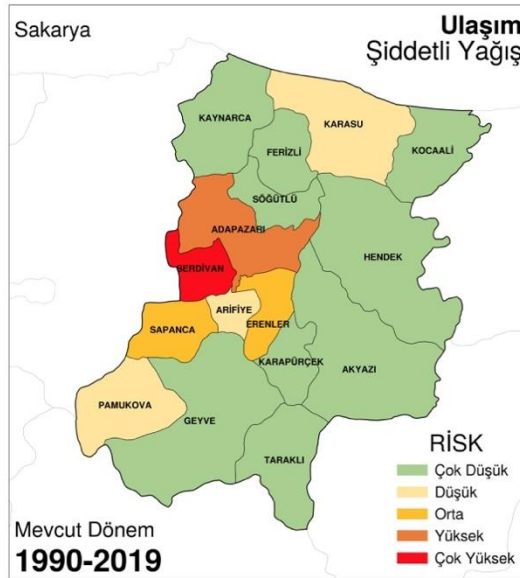 Sakarya
Ulaşım
Şiddetli Yağış
KAYNARCA
KARASU
FERİZLİ
KOCAALİ
SÖĞÜTLÜ
ADAPAZARI
HENDEK
SERDİVAN
ARİFİYE
SAPANCA
ERENLER
KARAPÜRÇEK
AKYAZI
PAMUKOVA
GEYVE
TARAKLI
RİSK
Çok Düşük
Düşük
Orta
Yüksek
Çok Yüksek
Mevcut Dönem
1990-2019